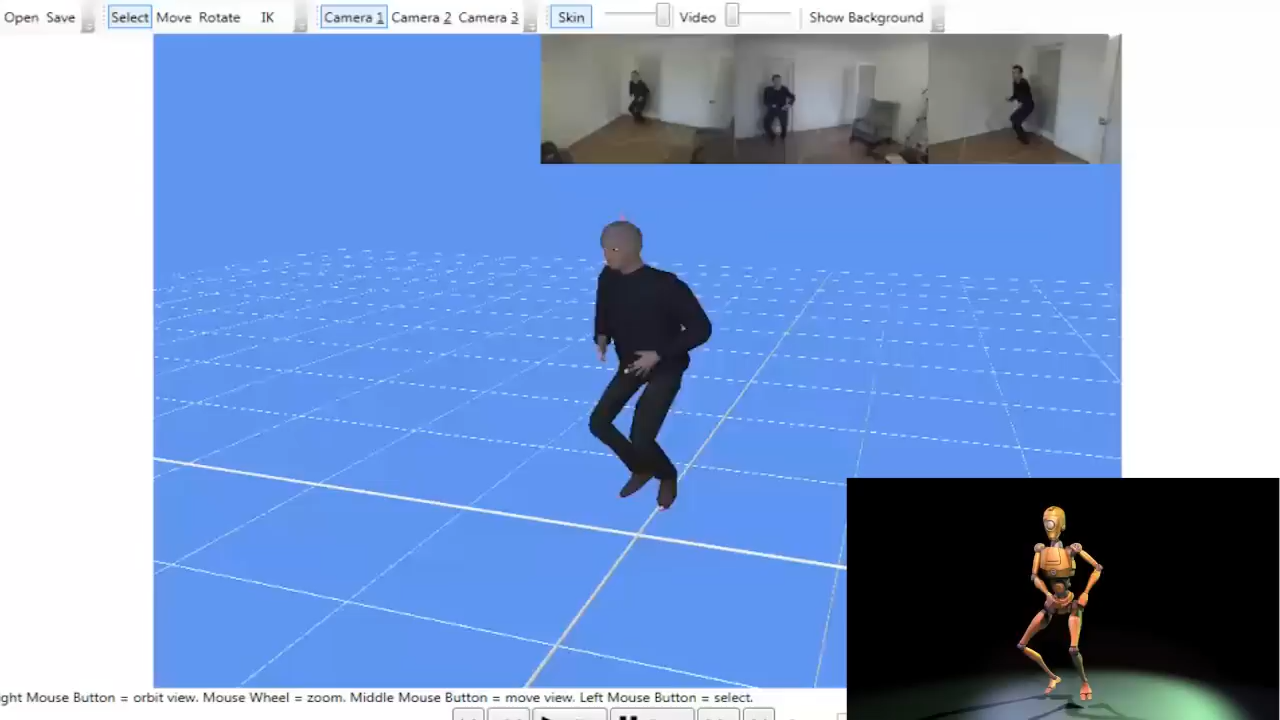 Open Save Select Move Rotate IK Camera 1 Camera 2 Camera 3 Skin Video Show Background
ght Mouse Button = orbit view. Mouse Wheel = zoom. Middle Mouse Button = move view. Left Mouse Button = select.